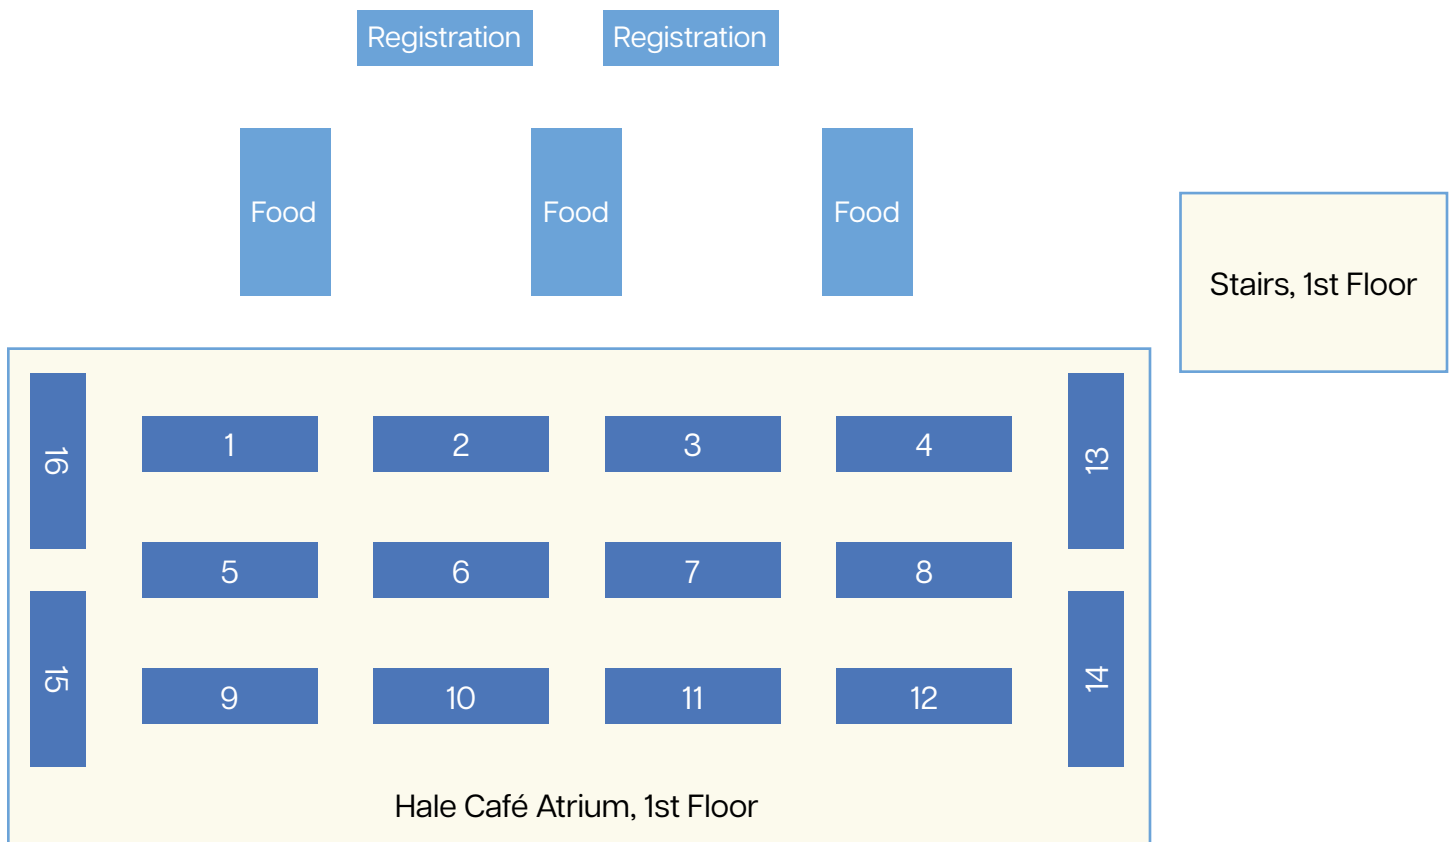 Registration
Registration
Food
Food
Food
Stairs, 1st Floor
16
1
2
3
4
13
5
6
7
8
15
9
10
11
12
14
Hale Café Atrium, 1st Floor